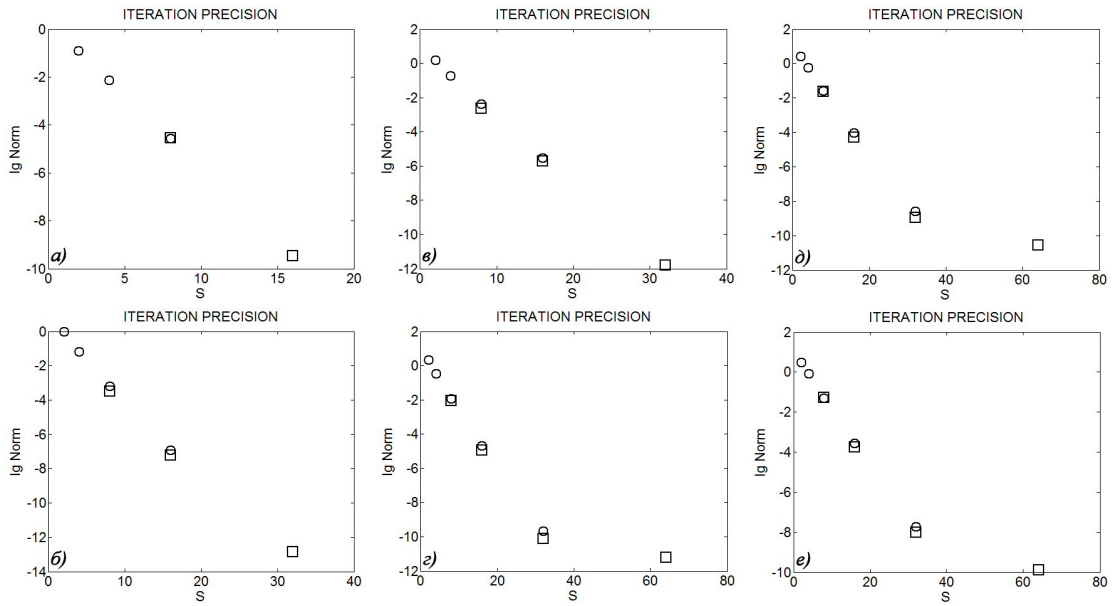 ITERATION PRECISION
0
-2
-4
-6
-8
-10
lg Norm
а)
0 5 10 15 20
S
ITERATION PRECISION
2
0
-2
-4
-6
-8
-10
-12
lg Norm
в)
0 10 20 30 40
S
ITERATION PRECISION
2
0
-2
-4
-6
-8
-10
-12
lg Norm
д)
0 20 40 60 80
S
ITERATION PRECISION
0
-2
-4
-6
-8
-10
-12
-14
lg Norm
б)
0 10 20 30 40
S
ITERATION PRECISION
2
0
-2
-4
-6
-8
-10
-12
lg Norm
г)
0 20 40 60 80
S
ITERATION PRECISION
2
0
-2
-4
-6
-8
-10
lg Norm
е)
0 20 40 60 80
S